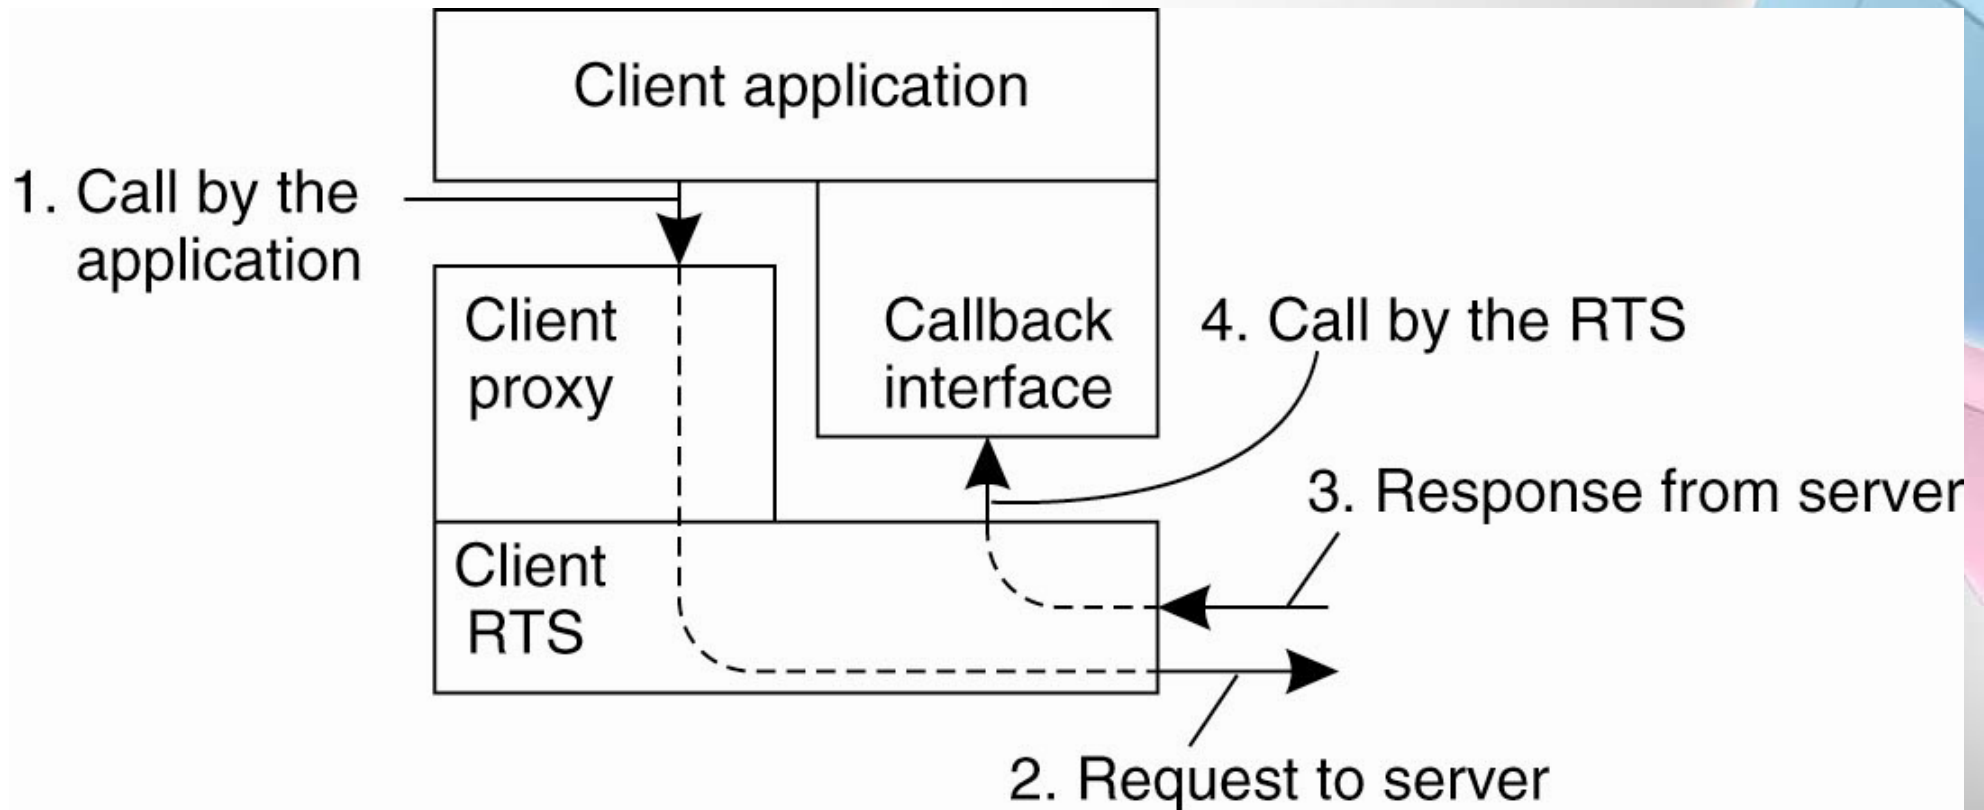 Client application
1. Call by the
application
Client
proxy
Callback
interface
4. Call by the RTS
3. Response from server
Client
RTS
2. Request to server